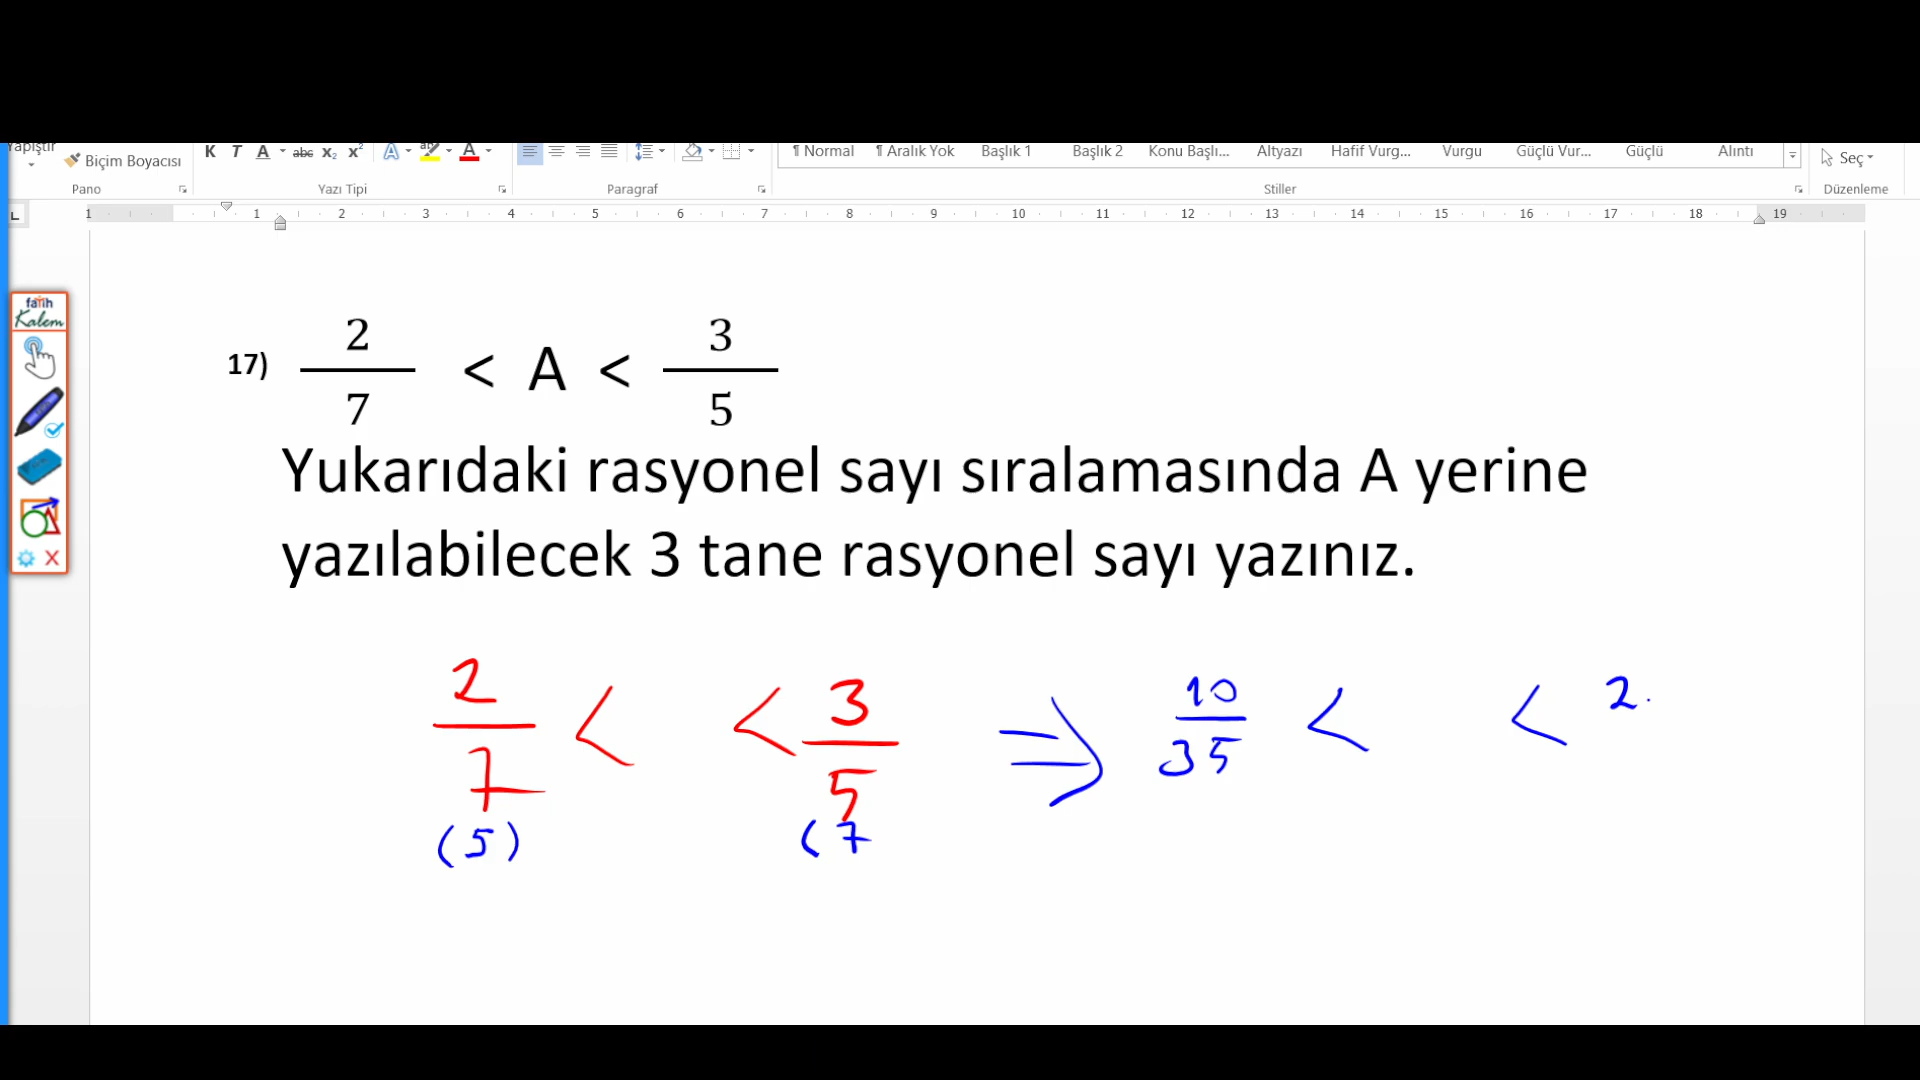 Yapıştır
Biçim Boyacısı
K T A abc x₂ x² A ab A
¶ Normal ¶ Aralık Yok Başlık 1 Başlık 2 Konu Başlı... Altyazı Hafif Vurg... Vurgu Güçlü Vur... Güçlü Alıntı
Seç
Pano Yazı Tipi Paragraf Stiller Düzenleme
L 1 1 2 3 4 5 6 7 8 9 10 11 12 13 14 15 16 17 18 19
fatih
Kalem
17) 2/7 < A < 3/5
Yukarıdaki rasyonel sayı sıralamasında A yerine
yazılabilecek 3 tane rasyonel sayı yazınız.
2/7 < < 3/5 ⇒ 10/35 < < 2
(5) (7